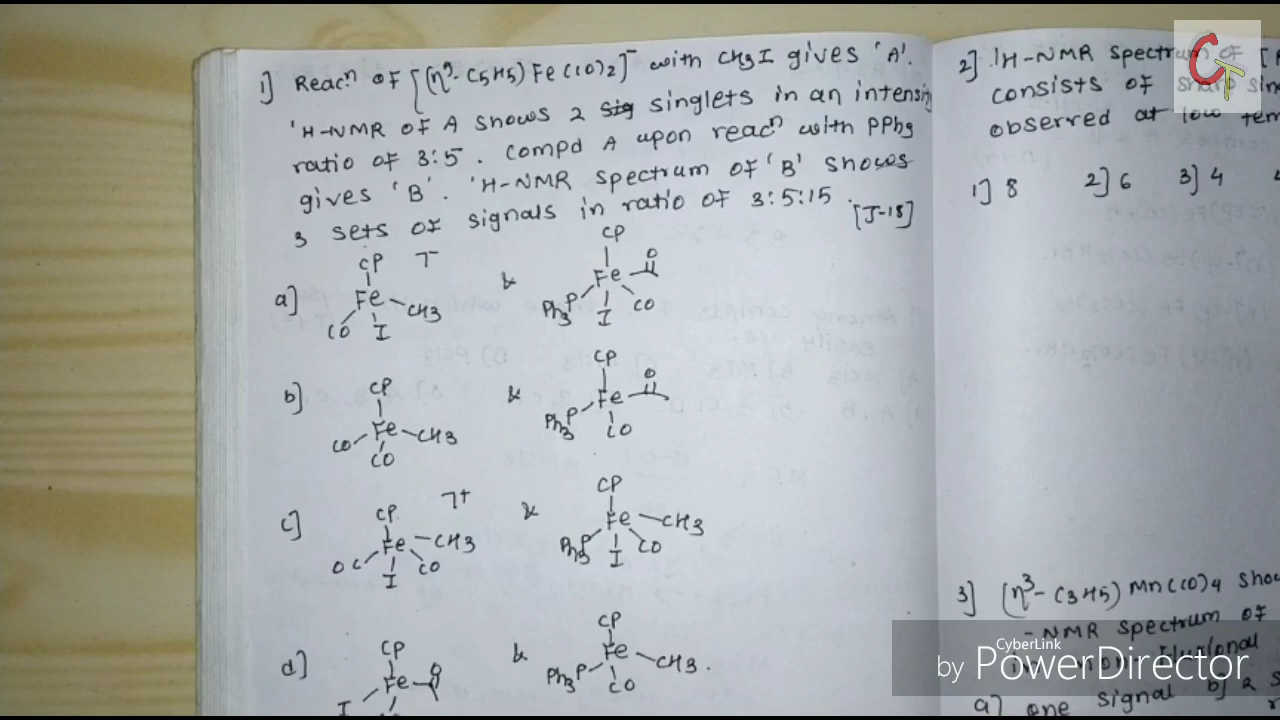 1] Reacⁿ of [(η⁵-C5H5)Fe(CO)2]⁻ with CH3I gives 'A'.
¹H-NMR of A shows 2 singlets in an intensity
ratio of 3:5. Compd A upon reacⁿ with PPh3
gives 'B'. ¹H-NMR spectrum of 'B' shows
3 sets of signals in ratio of 3:5:15.
[J-18]
a] CP ⁻ & CP O
Fe CH3 Fe
CO I Ph3P I CO
b] CP & CP O
CO Fe CH3 Fe
CO Ph3P CO
c] CP ⁺ & CP
Fe CH3 Fe CH3
OC I CO Ph3P I CO
d] CP & CP
Fe O Fe CH3.
I Ph3P CO
2] ¹H-NMR spectrum of
consists of sharp
observed at low
1] 8 2] 6 3] 4
3] (η³-C3H5)Mn(CO)4
-NMR spectrum of
a] one signal b] 2
CyberLink
by PowerDirector
CT